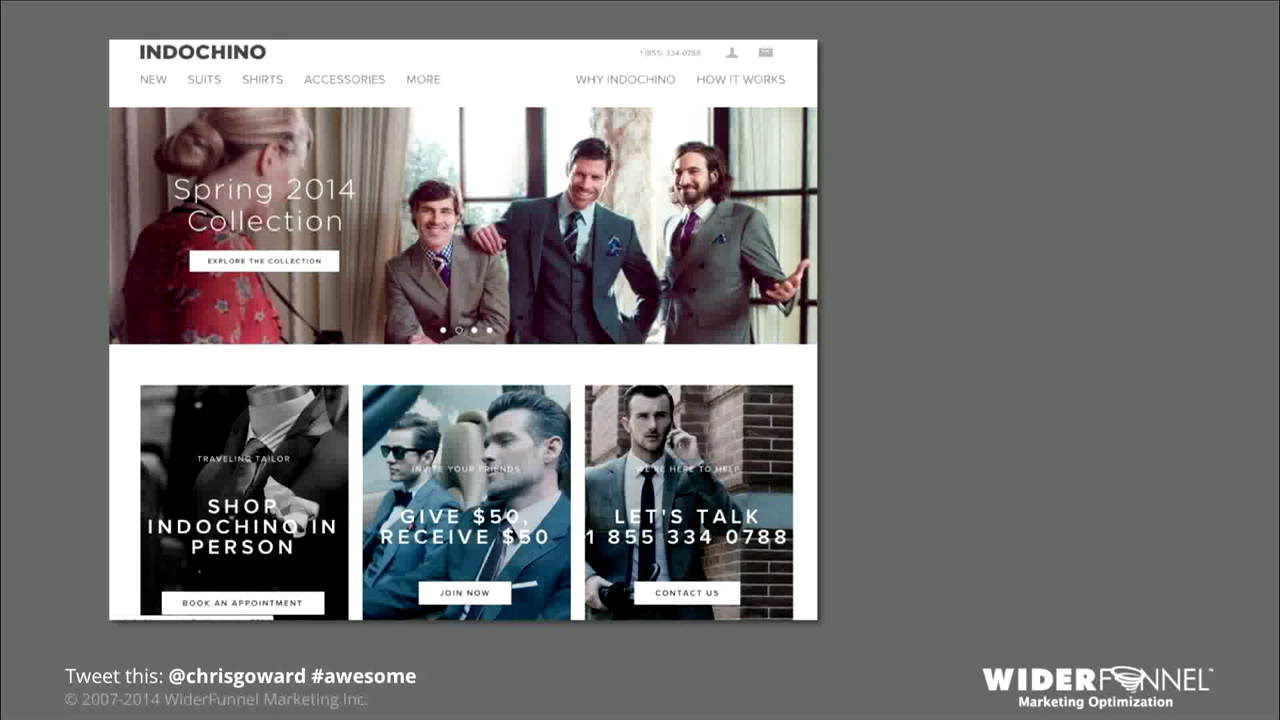 INDOCHINO
1 (855) 334-0788
NEW SUITS SHIRTS ACCESSORIES MORE
WHY INDOCHINO HOW IT WORKS
Spring 2014
Collection
EXPLORE THE COLLECTION
TRAVELING TAILOR
SHOP
INDOCHINO IN
PERSON
BOOK AN APPOINTMENT
INVITE YOUR FRIENDS
GIVE $50,
RECEIVE $50
JOIN NOW
WE'RE HERE TO HELP
LET'S TALK
1 855 334 0788
CONTACT US
Tweet this: @chrisgoward #awesome
© 2007-2014 WiderFunnel Marketing Inc.
WIDERFUNNEL™
Marketing Optimization